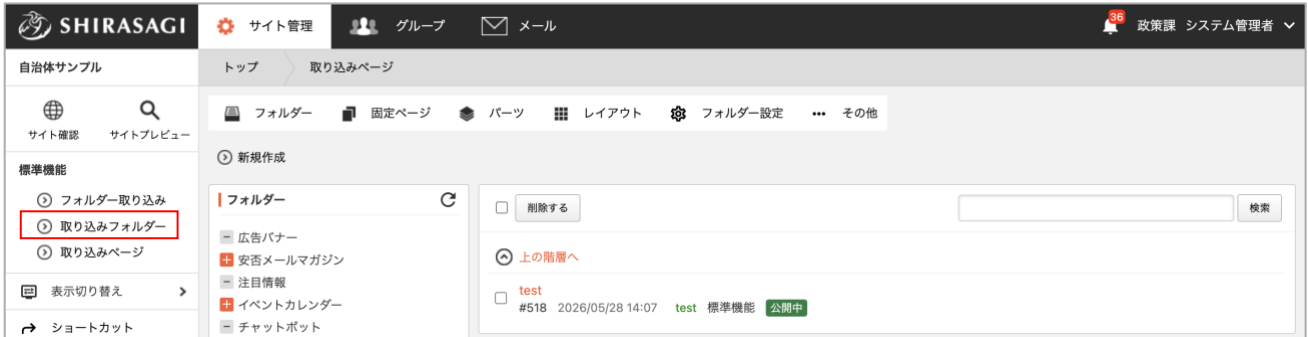 SHIRASAGI サイト管理 グループ メール 36 政策課 システム管理者
自治体サンプル トップ 取り込みページ
サイト確認 サイトプレビュー フォルダー 固定ページ パーツ レイアウト フォルダー設定 ••• その他
新規作成
標準機能
フォルダー取り込み
取り込みフォルダー
取り込みページ
表示切り替え
ショートカット
フォルダー
広告バナー
安否メールマガジン
注目情報
イベントカレンダー
チャットボット
削除する 検索
上の階層へ
test
#518 2026/05/28 14:07 test 標準機能 公開中